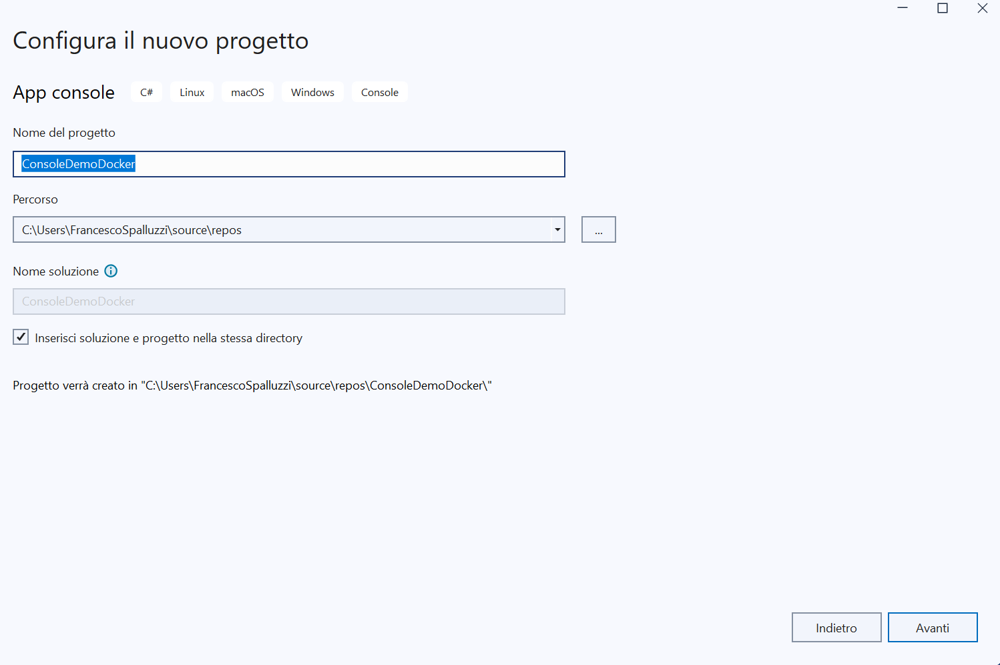 Configura il nuovo progetto
App console C# Linux macOS Windows Console
Nome del progetto
ConsoleDemoDocker
Percorso
C:\Users\FrancescoSpalluzzi\source\repos
...
Nome soluzione
ConsoleDemoDocker
Inserisci soluzione e progetto nella stessa directory
Progetto verrà creato in "C:\Users\FrancescoSpalluzzi\source\repos\ConsoleDemoDocker\"
Indietro Avanti